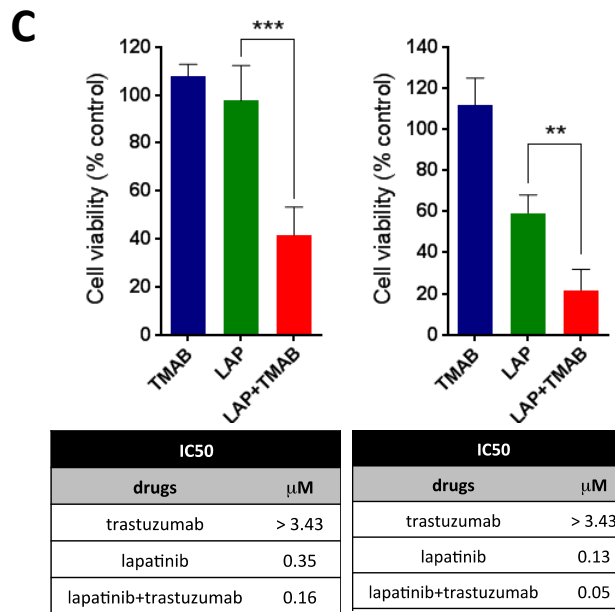 C
Cell viability (% control)
120
100
80
60
40
20
0
***
TMAB
LAP
LAP+TMAB
Cell viability (% control)
140
120
100
80
60
40
20
0
**
TMAB
LAP
LAP+TMAB
IC50
drugs μM
trastuzumab > 3.43
lapatinib 0.35
lapatinib+trastuzumab 0.16
IC50
drugs μM
trastuzumab > 3.43
lapatinib 0.13
lapatinib+trastuzumab 0.05